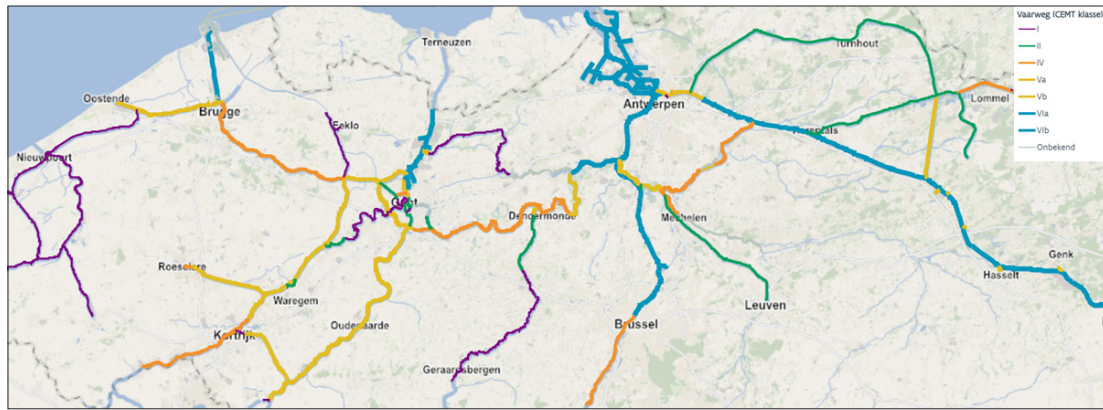 Vaarweg (CEMT klasse)
I
Ii
IV
Va
Vb
VIa
VIb
Onbekend
Terneuzen
Turnhout
Oostende
Brugge
Antwerpen
Lommel
Eeklo
Herentals
Nieuwpoort
Gent
Dendermonde
Mechelen
Roeselare
Genk
Hasselt
Waregem
Leuven
Oudenaarde
Brussel
Kortrijk
Geraardsbergen